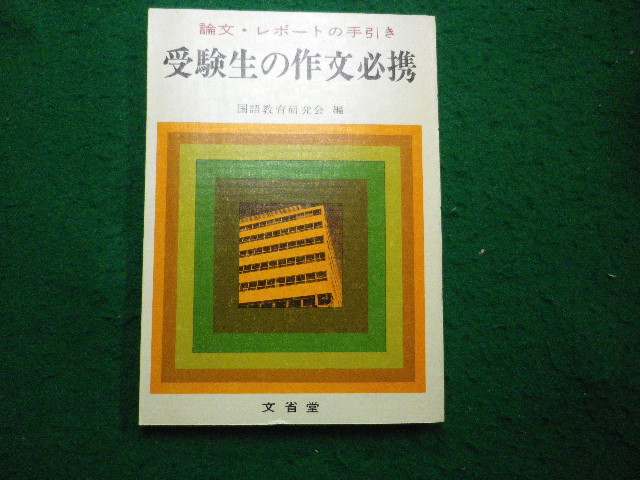 論文・レポートの手引き
受験生の作文必携
国語教育研究会 編
文省堂